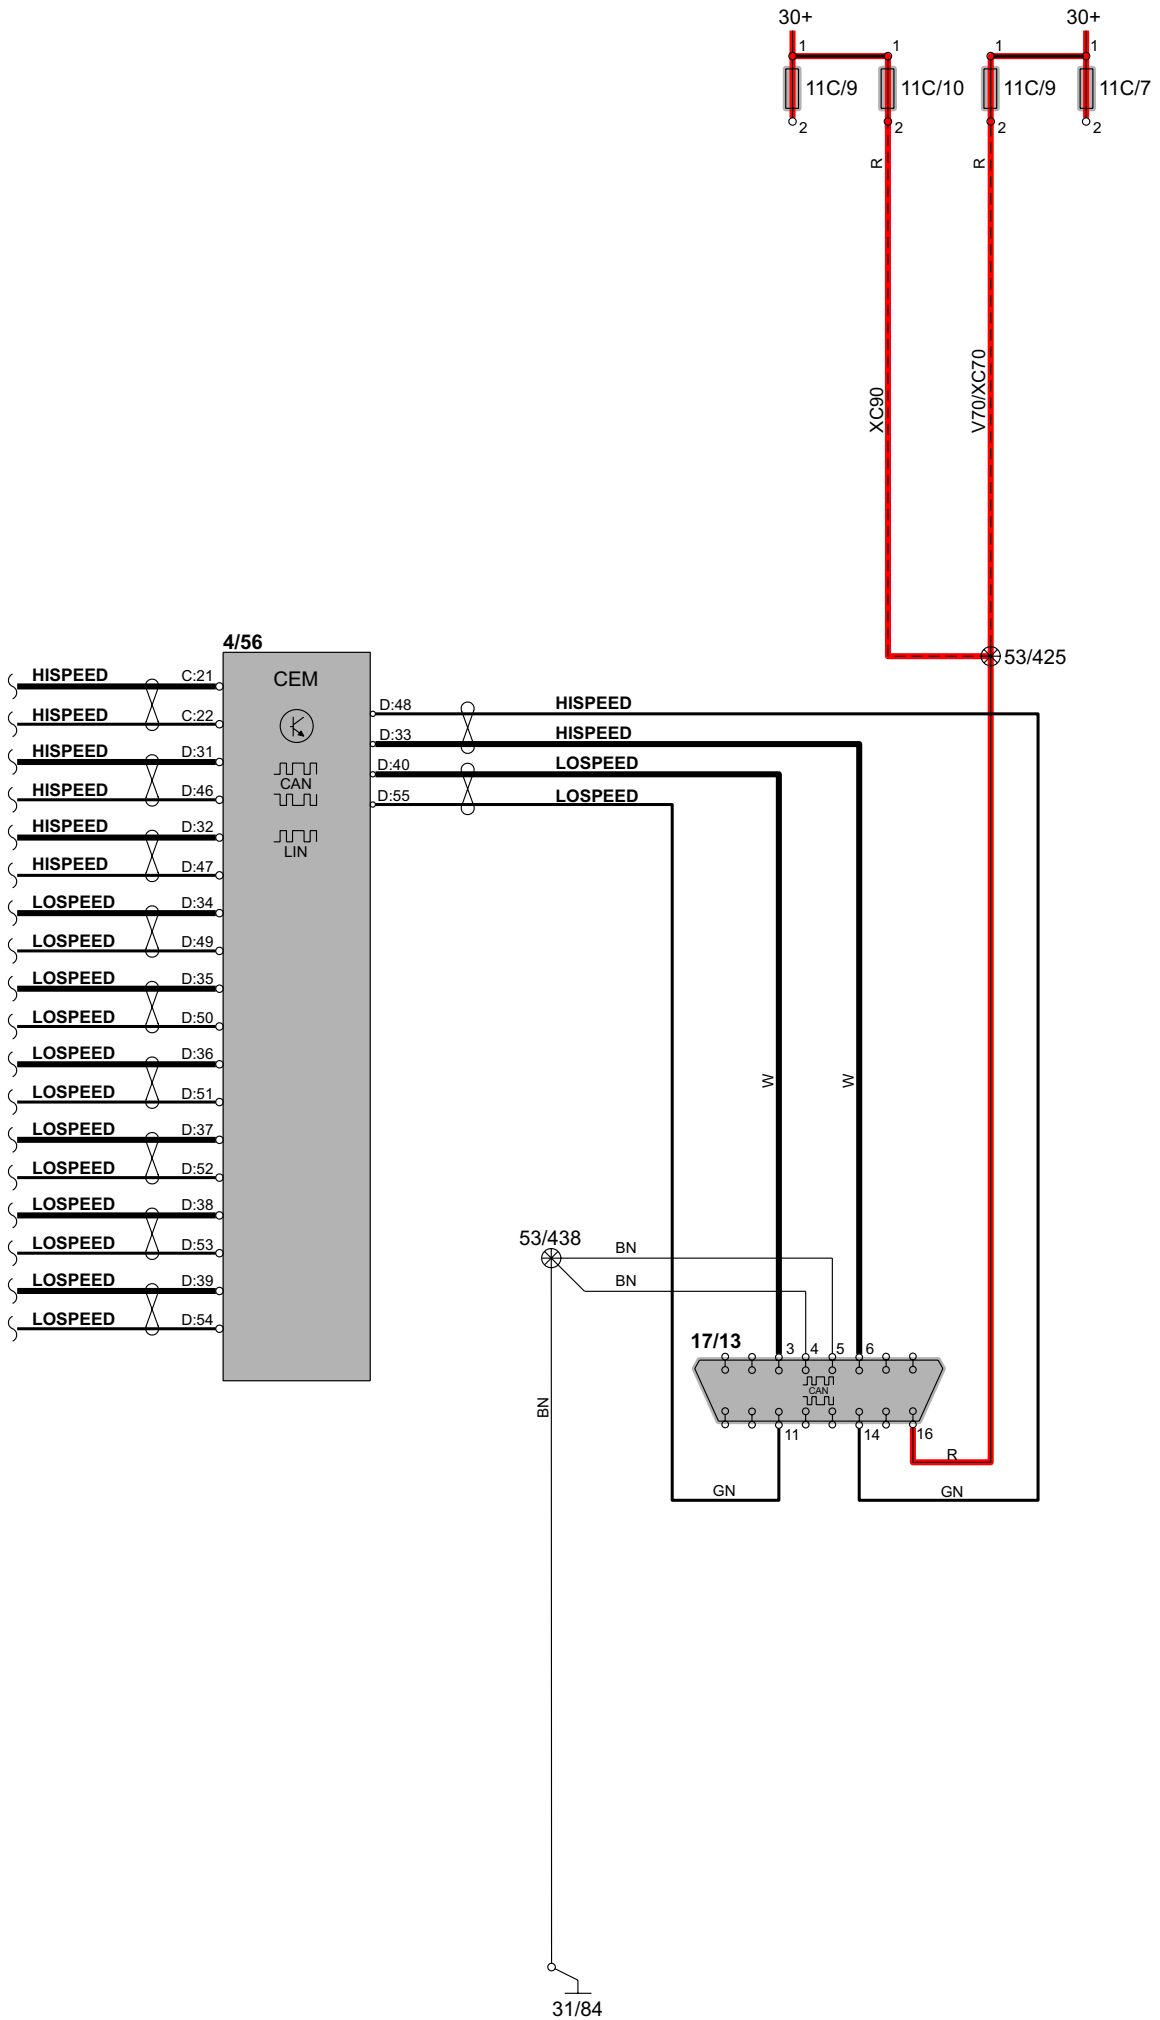 30+ 30+
1 1 1 1
11C/9 11C/10 11C/9 11C/7
2 2 2 2
R R
XC90 V70/XC70
53/425
4/56
CEM
CAN
LIN
HISPEED C:21
HISPEED C:22
HISPEED D:31
HISPEED D:46
HISPEED D:32
HISPEED D:47
LOSPEED D:34
LOSPEED D:49
LOSPEED D:35
LOSPEED D:50
LOSPEED D:36
LOSPEED D:51
LOSPEED D:37
LOSPEED D:52
LOSPEED D:38
LOSPEED D:53
LOSPEED D:39
LOSPEED D:54
D:48 HISPEED
D:33 HISPEED
D:40 LOSPEED
D:55 LOSPEED
W W
53/438
BN
BN
BN
17/13
3 4 5 6
CAN
11 14 16
R
GN GN
31/84